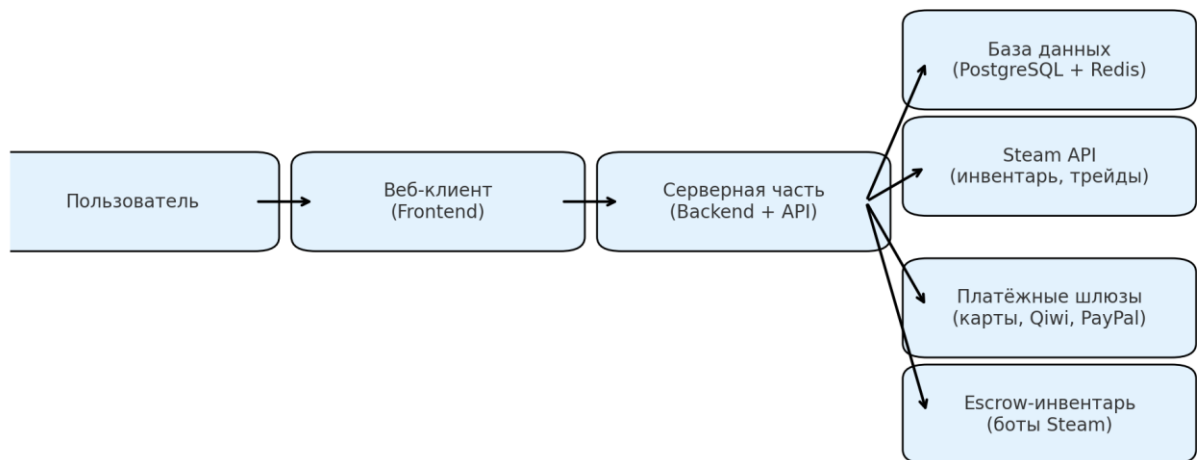 База данных
(PostgreSQL + Redis)
Steam API
(инвентарь, трейды)
Пользователь
Веб-клиент
(Frontend)
Серверная часть
(Backend + API)
Платёжные шлюзы
(карты, Qiwi, PayPal)
Escrow-инвентарь
(боты Steam)